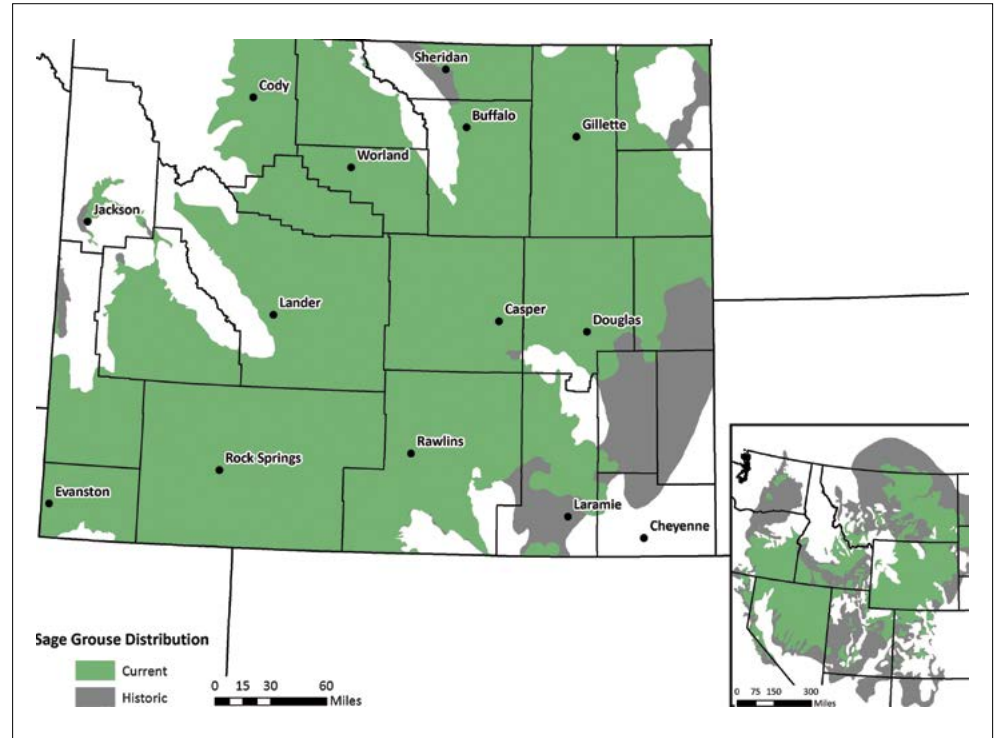 Sheridan
Cody
Buffalo
Gillette
Worland
Jackson
Lander
Casper
Douglas
Rawlins
Rock Springs
Evanston
Laramie
Cheyenne
Sage Grouse Distribution
Current
Historic
0 15 30 60
Miles
0 75 150 300
Miles